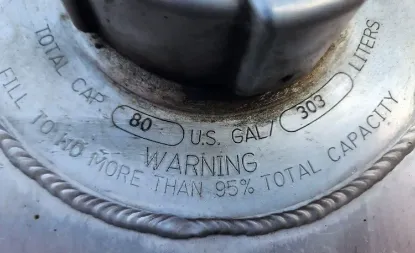 TOTAL CAP. 80 U.S. GAL/ 303 LITERS
WARNING
FILL TO NO MORE THAN 95% TOTAL CAPACITY